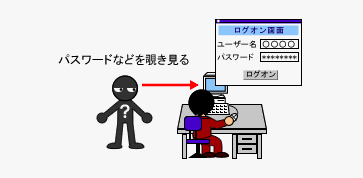 ログオン画面
ユーザー名 ○○○○
パスワード ********
ログオン
パスワードなどを覗き見る
?